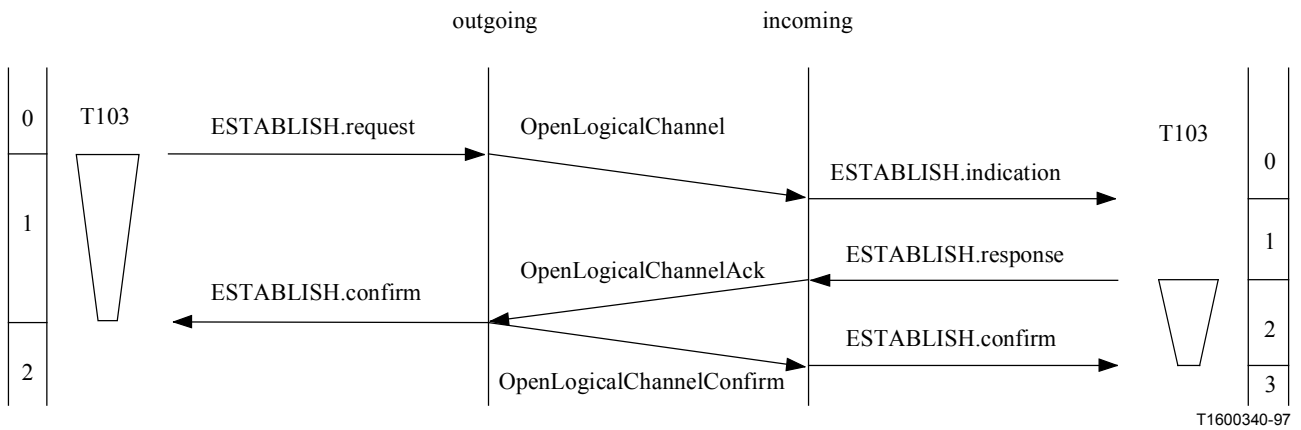 outgoing incoming
0 T103 ESTABLISH.request OpenLogicalChannel T103
ESTABLISH.indication 0
1 OpenLogicalChannelAck ESTABLISH.response 1
ESTABLISH.confirm ESTABLISH.confirm 2
2 OpenLogicalChannelConfirm 3
T1600340-97